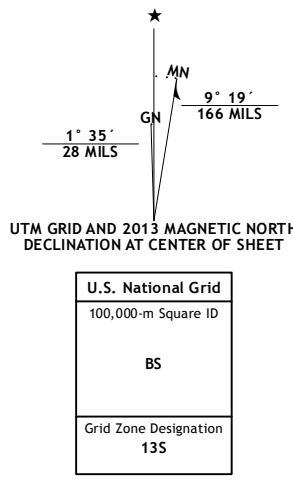 MN
GN
9° 19´
166 MILS
1° 35´
28 MILS
UTM GRID AND 2013 MAGNETIC NORTH
DECLINATION AT CENTER OF SHEET
U.S. National Grid
100,000-m Square ID
BS
Grid Zone Designation
13S